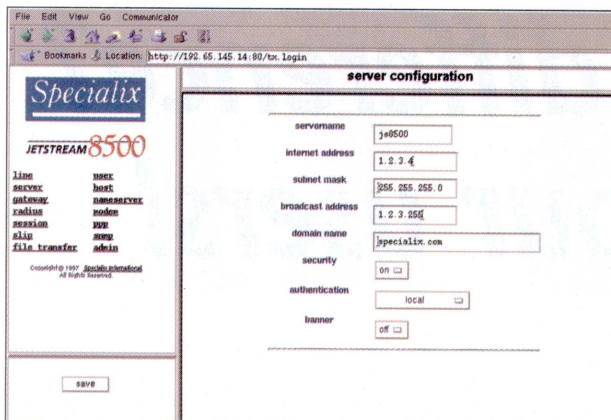 File Edit View Go Communicator
Bookmarks Location: http://192.65.145.14:80/tx.login
Specialix
JETSTREAM 8500
line user
server host
gateway nameserver
radius modem
session ppp
slip snmp
file transfer admin
Copyright@ 1997 Specialix International
All Rights Reserved.
save
server configuration
servername js8500
internet address 1.2.3.4
subnet mask 255.255.255.0
broadcast address 1.2.3.255
domain name specialix.com
security on
authentication local
banner off